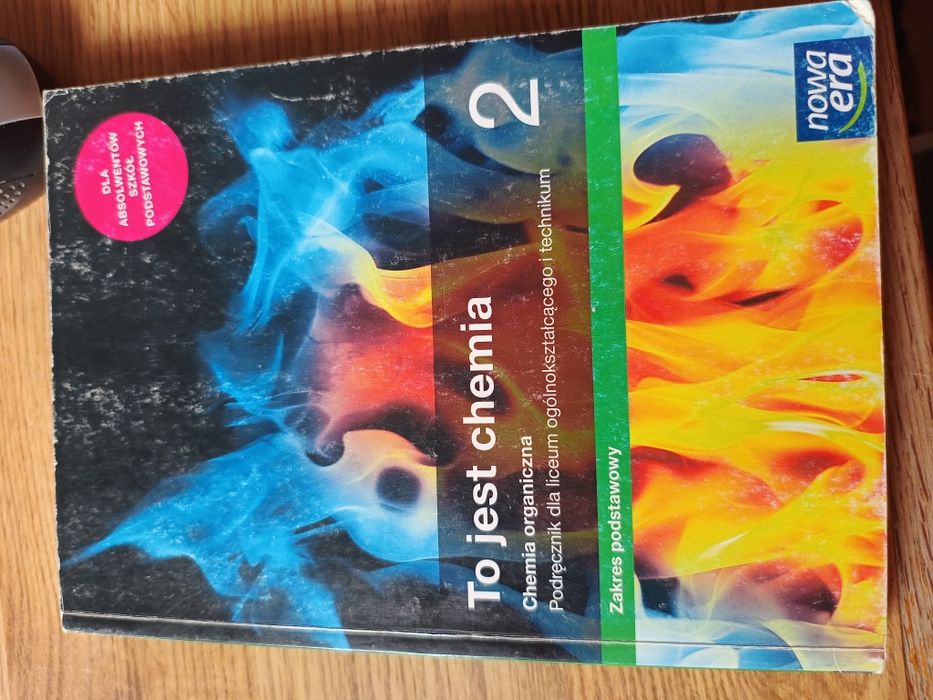 DLA
ABSOLWENTÓW
SZKÓŁ
PODSTAWOWYCH
To jest chemia 2
Chemia organiczna
Podręcznik dla liceum ogólnokształcącego i technikum
Zakres podstawowy
nowa
era